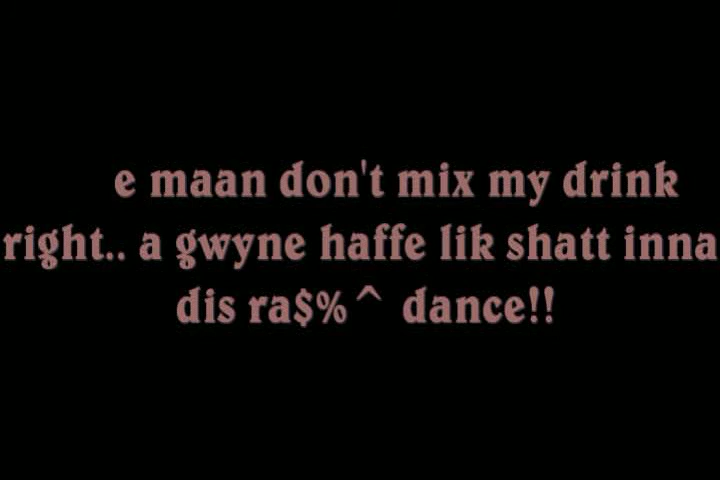 e maan don't mix my drink
right.. a gwyne haffe lik shatt inna
dis ra$%^ dance!!